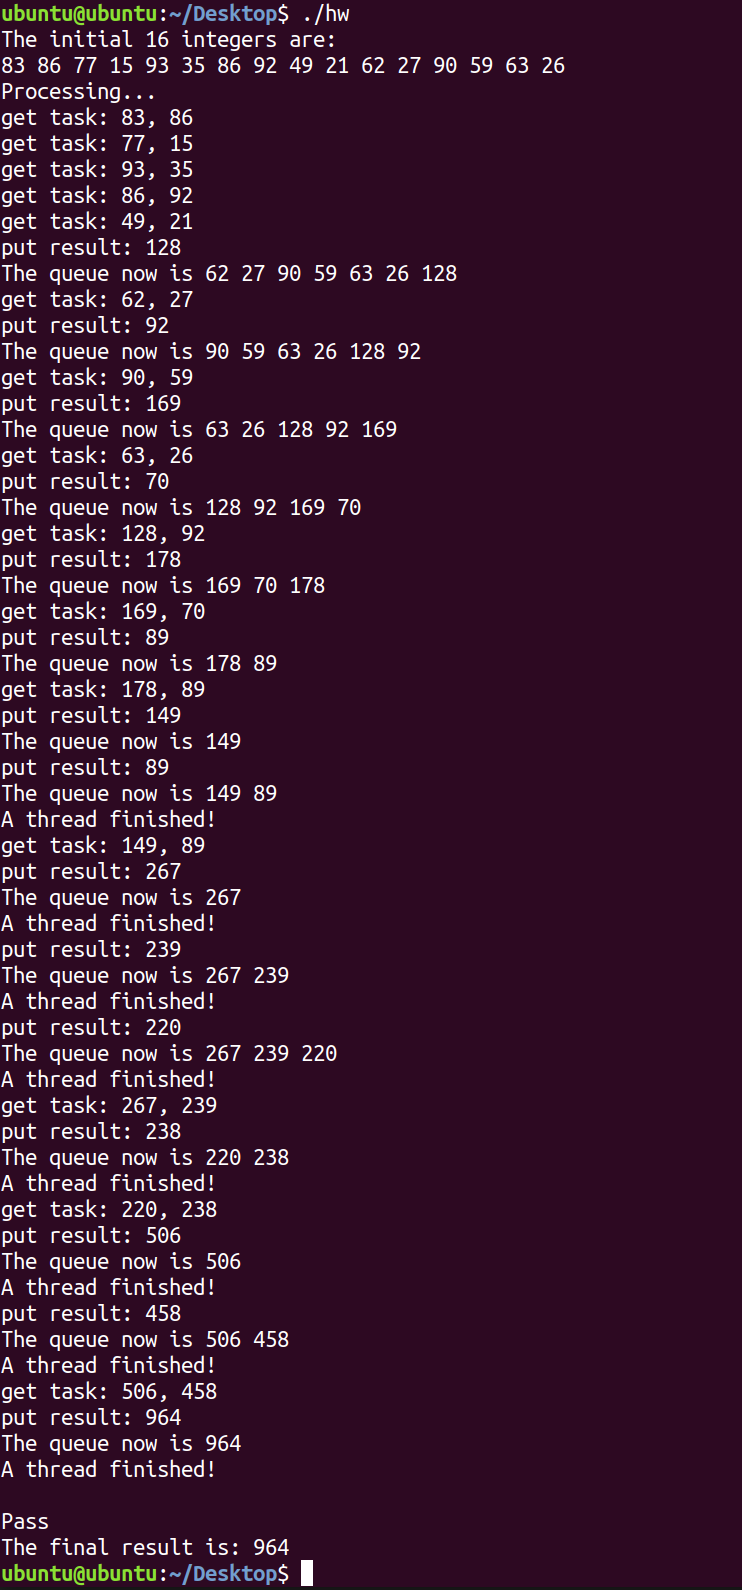 ubuntu@ubuntu:~/Desktop$ ./hw
The initial 16 integers are:
83 86 77 15 93 35 86 92 49 21 62 27 90 59 63 26
Processing...
get task: 83, 86
get task: 77, 15
get task: 93, 35
get task: 86, 92
get task: 49, 21
put result: 128
The queue now is 62 27 90 59 63 26 128
get task: 62, 27
put result: 92
The queue now is 90 59 63 26 128 92
get task: 90, 59
put result: 169
The queue now is 63 26 128 92 169
get task: 63, 26
put result: 70
The queue now is 128 92 169 70
get task: 128, 92
put result: 178
The queue now is 169 70 178
get task: 169, 70
put result: 89
The queue now is 178 89
get task: 178, 89
put result: 149
The queue now is 149
put result: 89
The queue now is 149 89
A thread finished!
get task: 149, 89
put result: 267
The queue now is 267
A thread finished!
put result: 239
The queue now is 267 239
A thread finished!
put result: 220
The queue now is 267 239 220
A thread finished!
get task: 267, 239
put result: 238
The queue now is 220 238
A thread finished!
get task: 220, 238
put result: 506
The queue now is 506
A thread finished!
put result: 458
The queue now is 506 458
A thread finished!
get task: 506, 458
put result: 964
The queue now is 964
A thread finished!

Pass
The final result is: 964
ubuntu@ubuntu:~/Desktop$